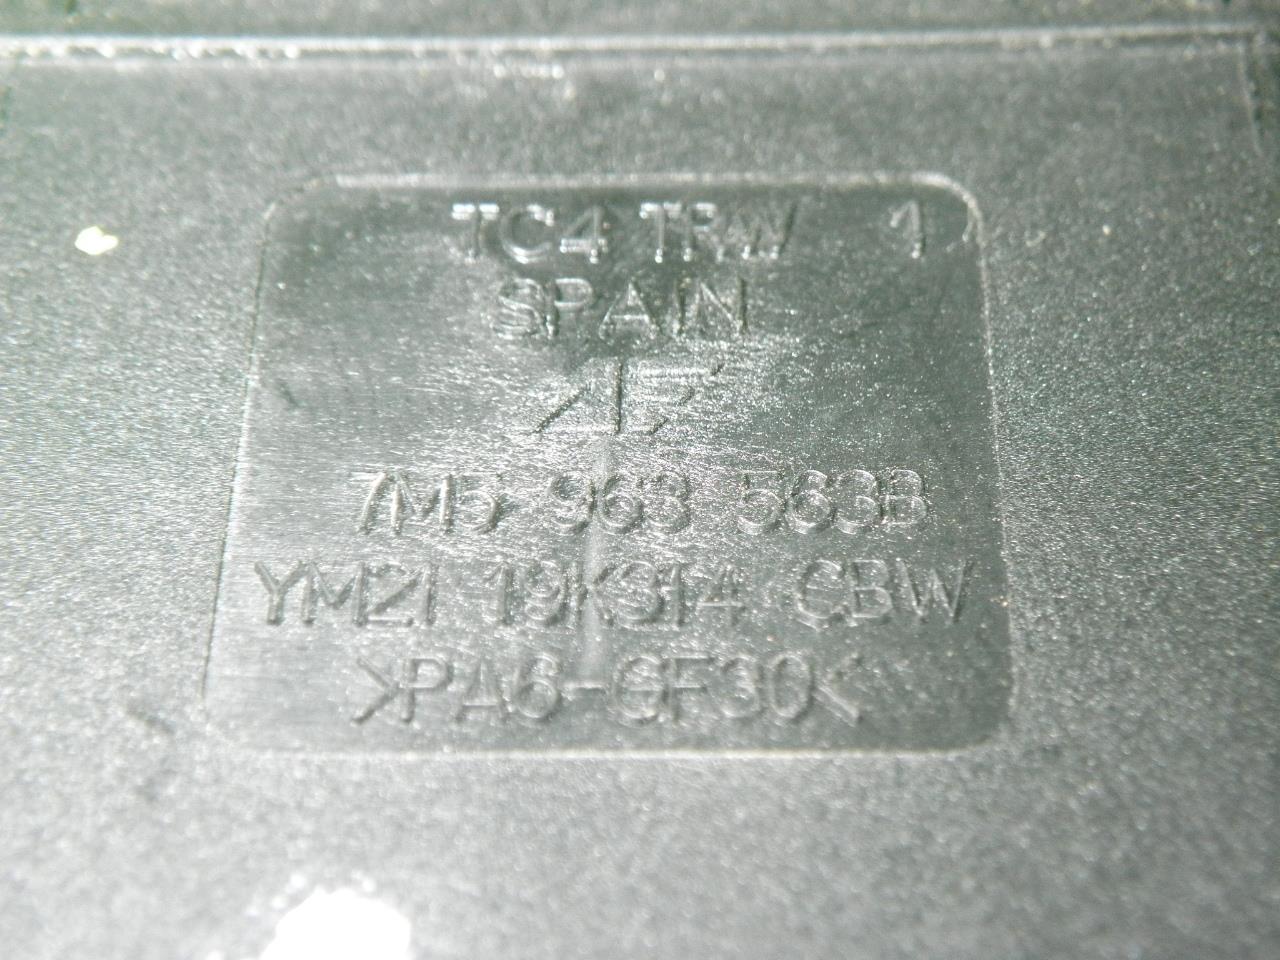 TC4 TRW 1
SPAIN
7M5 963 563B
YM21 19K314 CBW
>PA6-GF30<